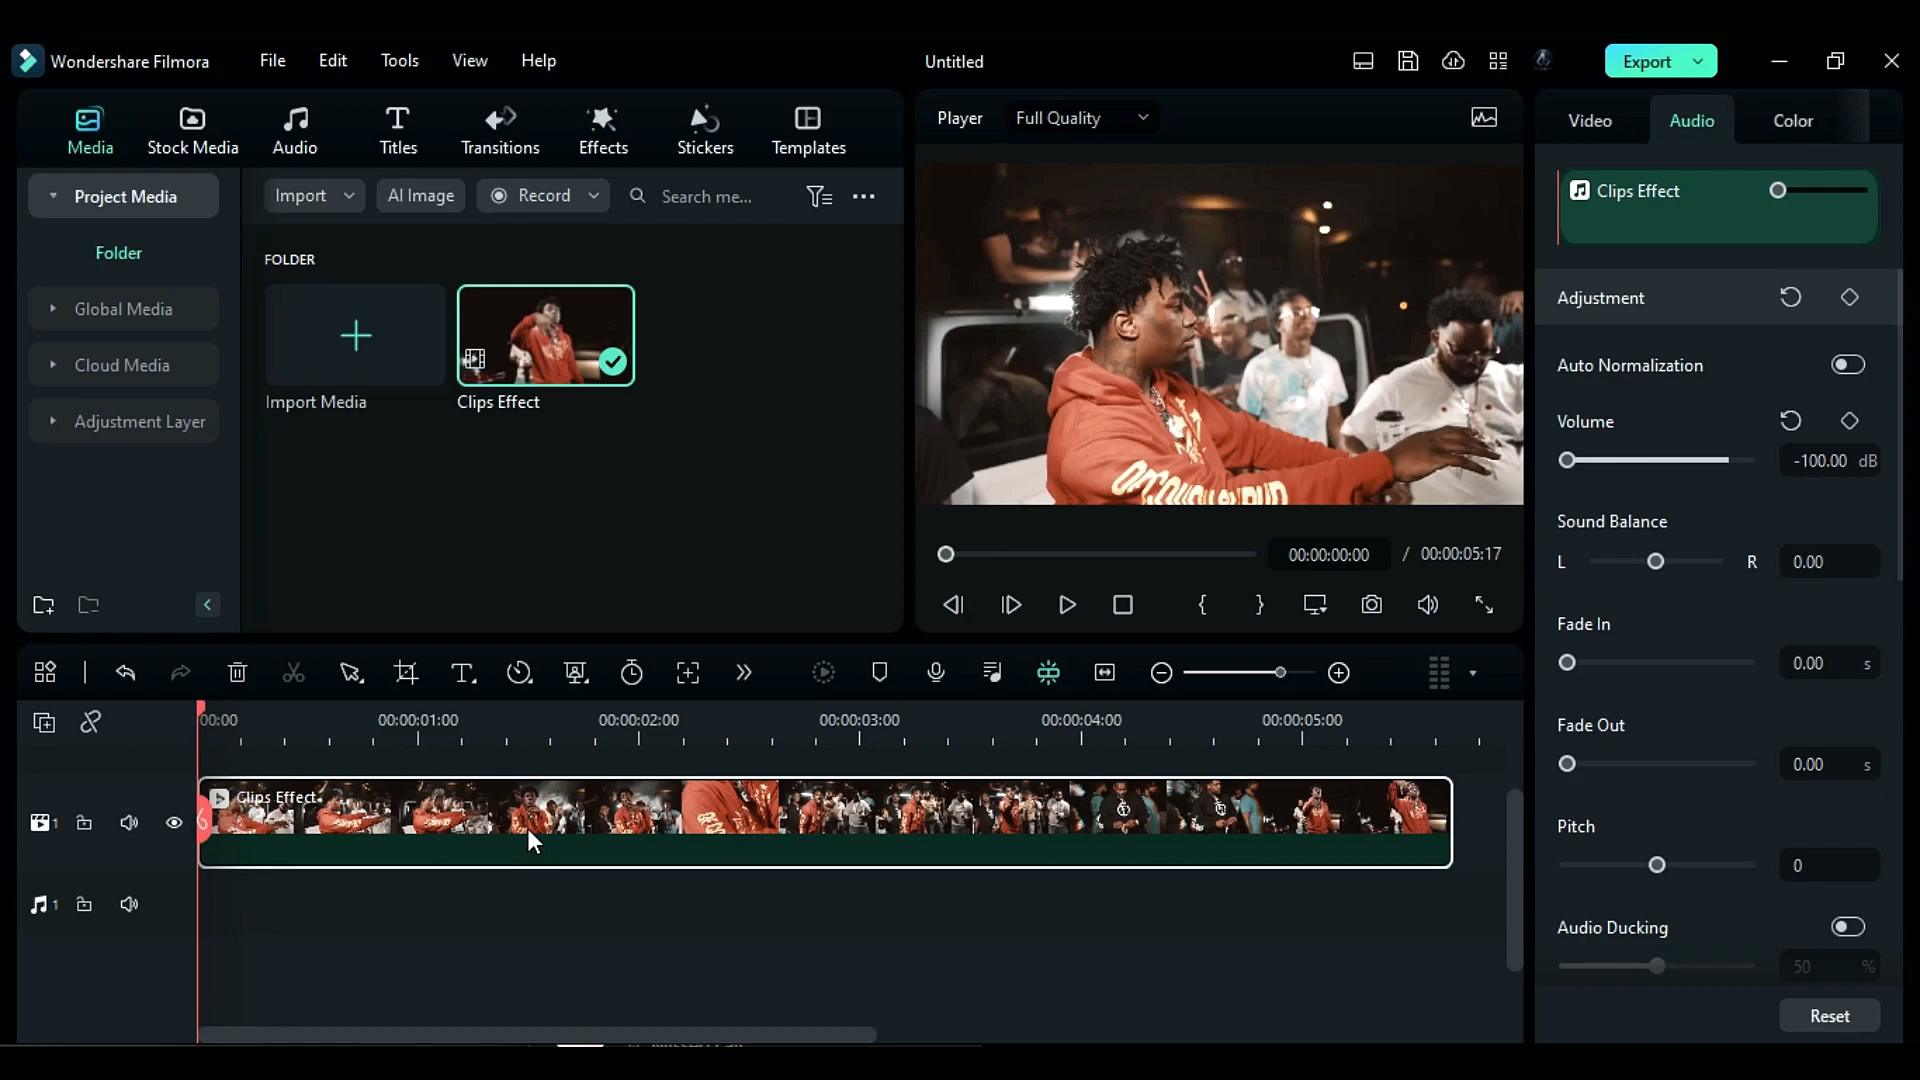 Wondershare Filmora File Edit Tools View Help Untitled Export
Media Stock Media Audio Titles Transitions Effects Stickers Templates
Player Full Quality
Video Audio Color
Project Media
Import AI Image Record Search me...
Clips Effect
Folder
FOLDER
Global Media
Adjustment
Cloud Media
Auto Normalization
Import Media Clips Effect
Adjustment Layer
Volume
-100.00 dB
Sound Balance
L R 0.00
00:00:00:00 / 00:00:05:17
{ }
Fade In
0.00 s
00:00 00:00:01:00 00:00:02:00 00:00:03:00 00:00:04:00 00:00:05:00
Fade Out
0.00 s
Clips Effect
1
Pitch
0
1
Audio Ducking
50 %
Reset